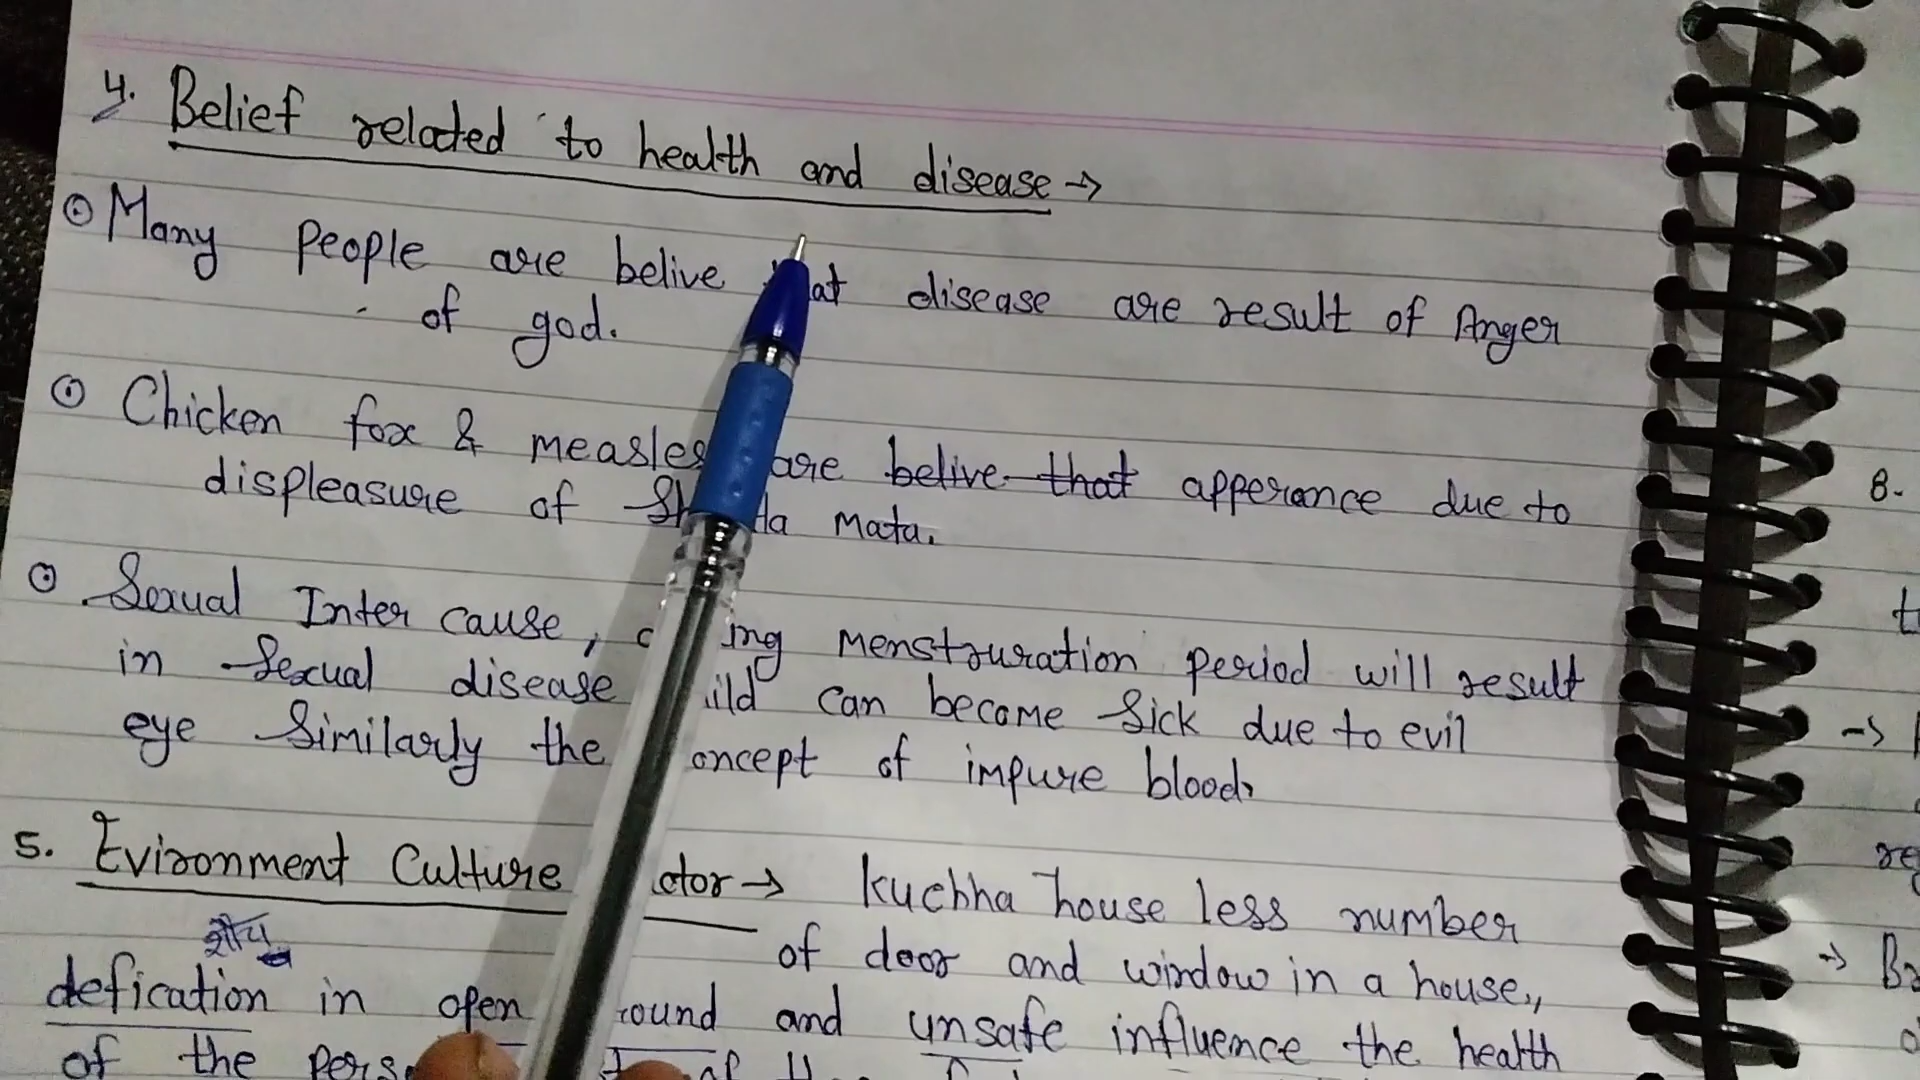 4. Belief related to health and disease →
⊙ Many People are belive at disease are result of Anger
of god.
⊙ Chicken fox & measles are belive that apperance due to
displeasure of Sh la Mata.
⊙ Sexual Inter cause, ing menstruration period will result
in Sexual disease ild can become Sick due to evil
eye Similarly the oncept of impure blood.
5. Evironment Culture ctor → kuchha house less number
of door and window in a house,,
शौच
defication in open round and unsafe influence the health
of the pers
8.